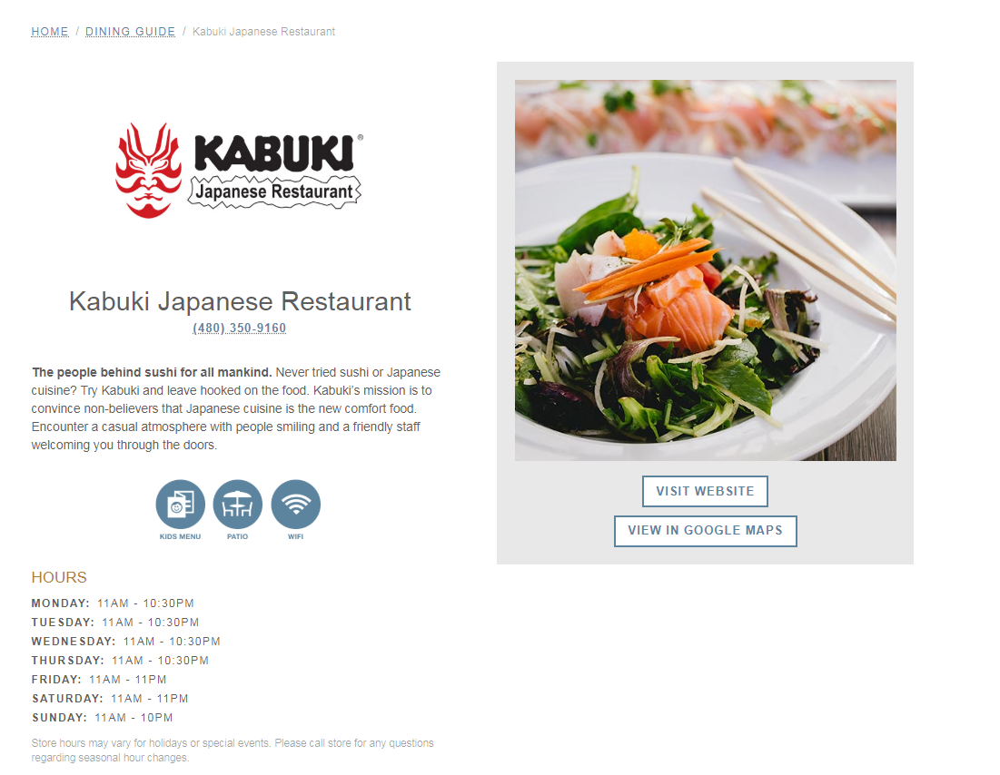 HOME / DINING GUIDE / Kabuki Japanese Restaurant
KABUKI®
Japanese Restaurant
Kabuki Japanese Restaurant
(480) 350-9160
The people behind sushi for all mankind. Never tried sushi or Japanese
cuisine? Try Kabuki and leave hooked on the food. Kabuki's mission is to
convince non-believers that Japanese cuisine is the new comfort food.
Encounter a casual atmosphere with people smiling and a friendly staff
welcoming you through the doors.
KIDS MENU PATIO WIFI
HOURS
MONDAY: 11AM - 10:30PM
TUESDAY: 11AM - 10:30PM
WEDNESDAY: 11AM - 10:30PM
THURSDAY: 11AM - 10:30PM
FRIDAY: 11AM - 11PM
SATURDAY: 11AM - 11PM
SUNDAY: 11AM - 10PM
Store hours may vary for holidays or special events. Please call store for any questions
regarding seasonal hour changes.
VISIT WEBSITE
VIEW IN GOOGLE MAPS